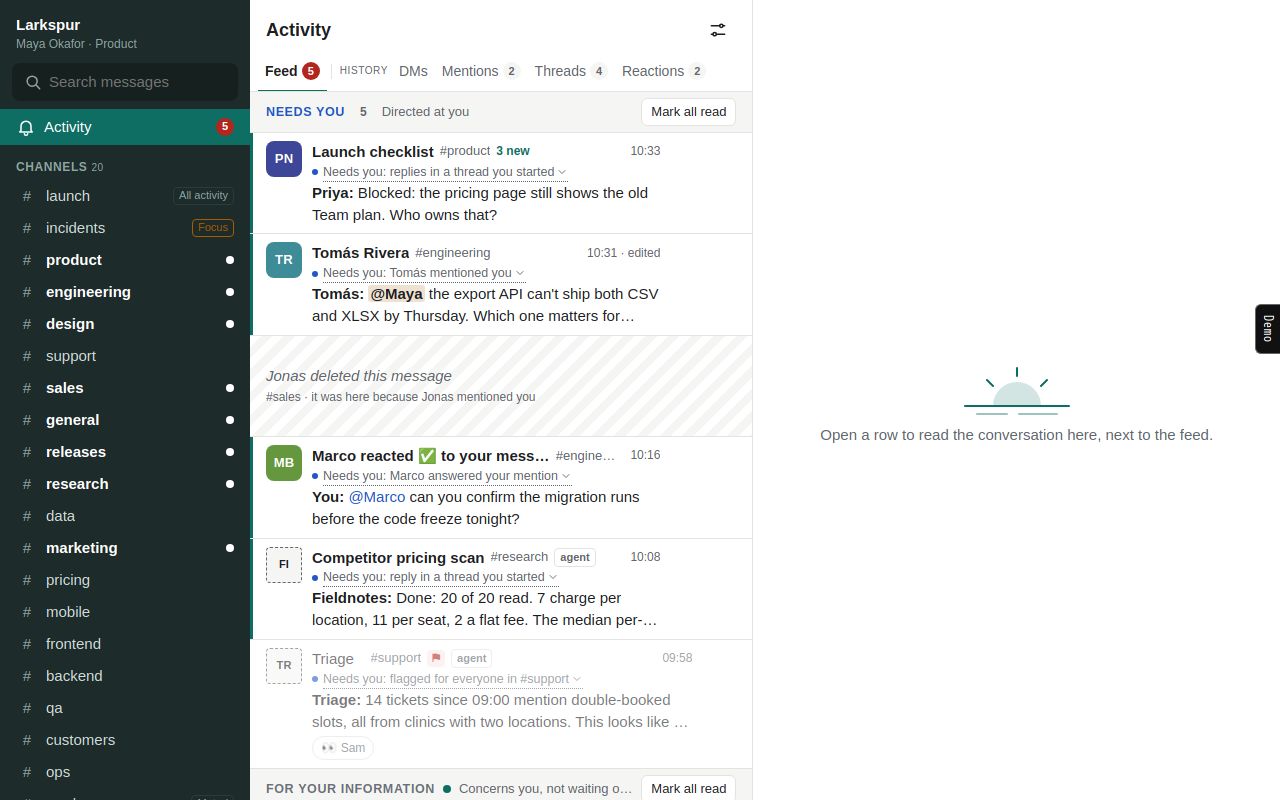 Larkspur
Maya Okafor · Product
Search messages
Activity
5
CHANNELS 20
# launch All activity
# incidents Focus
# product
# engineering
# design
# support
# sales
# general
# releases
# research
# data
# marketing
# pricing
# mobile
# frontend
# backend
# qa
# customers
# ops
Activity
Feed 5 HISTORY DMs Mentions 2 Threads 4 Reactions 2
NEEDS YOU 5 Directed at you Mark all read
PN Launch checklist #product 3 new 10:33
Needs you: replies in a thread you started
Priya: Blocked: the pricing page still shows the old
Team plan. Who owns that?
TR Tomás Rivera #engineering 10:31 · edited
Needs you: Tomás mentioned you
Tomás: @Maya the export API can't ship both CSV
and XLSX by Thursday. Which one matters for…
Jonas deleted this message
#sales · it was here because Jonas mentioned you
MB Marco reacted ✅ to your mess… #engine… 10:16
Needs you: Marco answered your mention
You: @Marco can you confirm the migration runs
before the code freeze tonight?
FI Competitor pricing scan #research agent 10:08
Needs you: reply in a thread you started
Fieldnotes: Done: 20 of 20 read. 7 charge per
location, 11 per seat, 2 a flat fee. The median per-…
TR Triage #support agent 09:58
Needs you: flagged for everyone in #support
Triage: 14 tickets since 09:00 mention double-booked
slots, all from clinics with two locations. This looks like …
👀 Sam
FOR YOUR INFORMATION Concerns you, not waiting o… Mark all read
Open a row to read the conversation here, next to the feed.
Demo